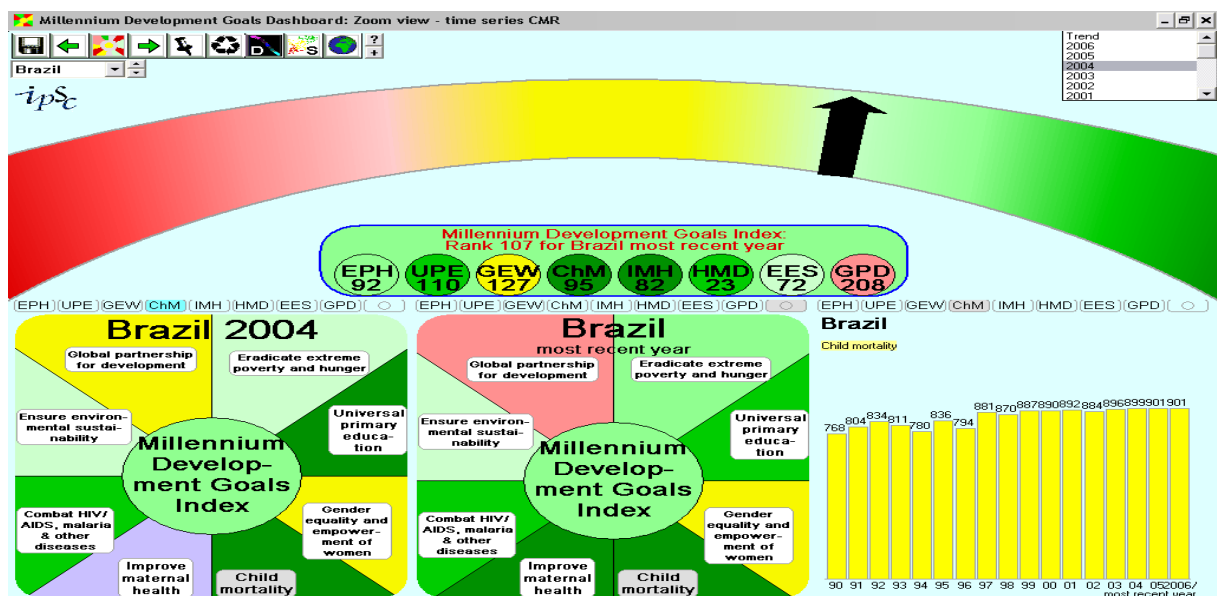 Millennium Development Goals Dashboard: Zoom view - time series CMR
D
S
?
+
Brazil
ipsc
Trend
2006
2005
2004
2003
2002
2001
Millennium Development Goals Index:
Rank 107 for Brazil most recent year
EPH UPE GEW ChM IMH HMD EES GPD
92 110 127 95 82 23 72 208
EPH UPE GEW ChM IMH HMD EES GPD
EPH UPE GEW ChM IMH HMD EES GPD
EPH UPE GEW ChM IMH HMD EES GPD
Brazil 2004
Global partnership
for development
Eradicate extreme
poverty and hunger
Ensure environ-
mental sustai-
nability
Universal
primary
educa-
tion
Millennium
Develop-
ment Goals
Index
Combat HIV/
AIDS, malaria
& other
diseases
Gender
equality and
empower-
ment of
women
Improve
maternal
health
Child
mortality
Brazil
most recent year
Global partnership
for development
Eradicate extreme
poverty and hunger
Ensure environ-
mental sustai-
nability
Universal
primary
educa-
tion
Millennium
Develop-
ment Goals
Index
Combat HIV/
AIDS, malaria
& other
diseases
Gender
equality and
empower-
ment of
women
Improve
maternal
health
Child
mortality
Brazil
Child mortality
768 804 834 811 780 836 794 881 870 887 890 892 884 896 899 901 901
90 91 92 93 94 95 96 97 98 99 00 01 02 03 04 05 2006/
most recent year